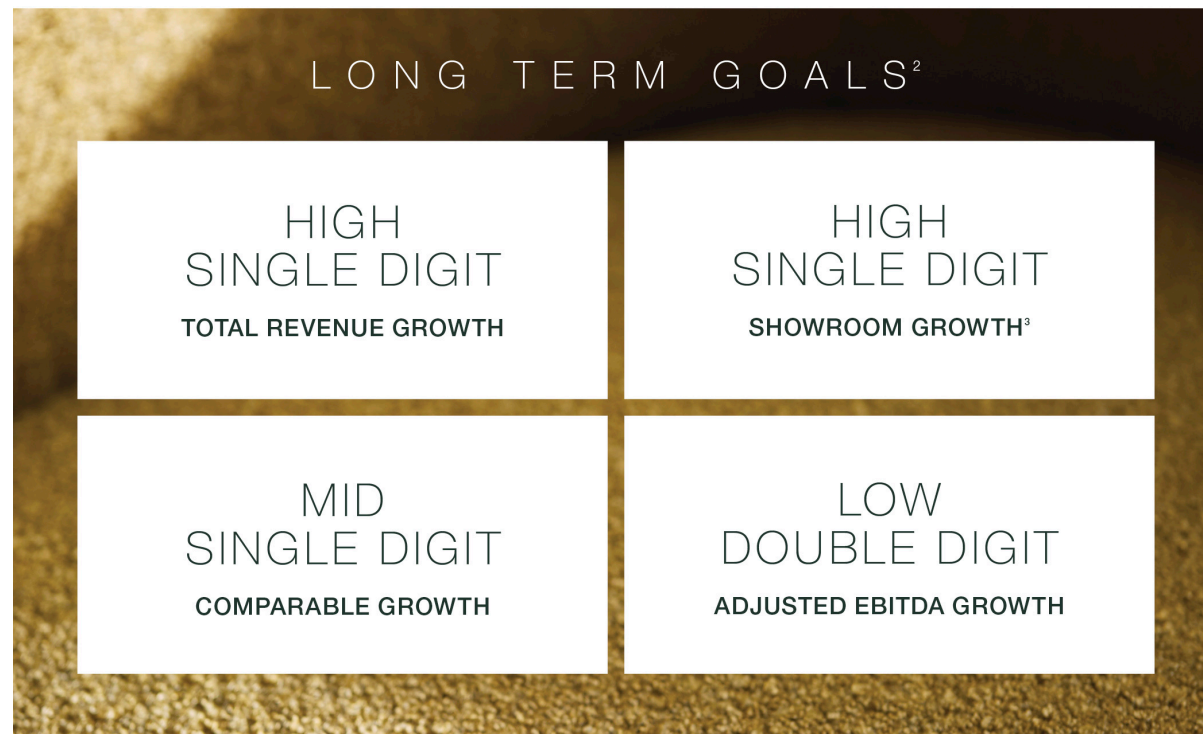 LONG TERM GOALS²
HIGH
SINGLE DIGIT
TOTAL REVENUE GROWTH
HIGH
SINGLE DIGIT
SHOWROOM GROWTH³
MID
SINGLE DIGIT
COMPARABLE GROWTH
LOW
DOUBLE DIGIT
ADJUSTED EBITDA GROWTH